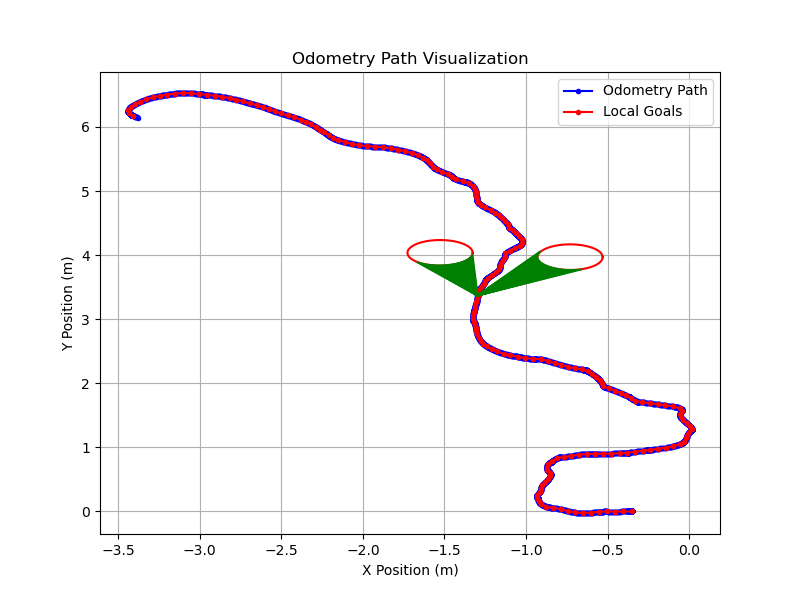 Odometry Path Visualization
Odometry Path
Local Goals
Y Position (m)
6
5
4
3
2
1
0
−3.5 −3.0 −2.5 −2.0 −1.5 −1.0 −0.5 0.0
X Position (m)